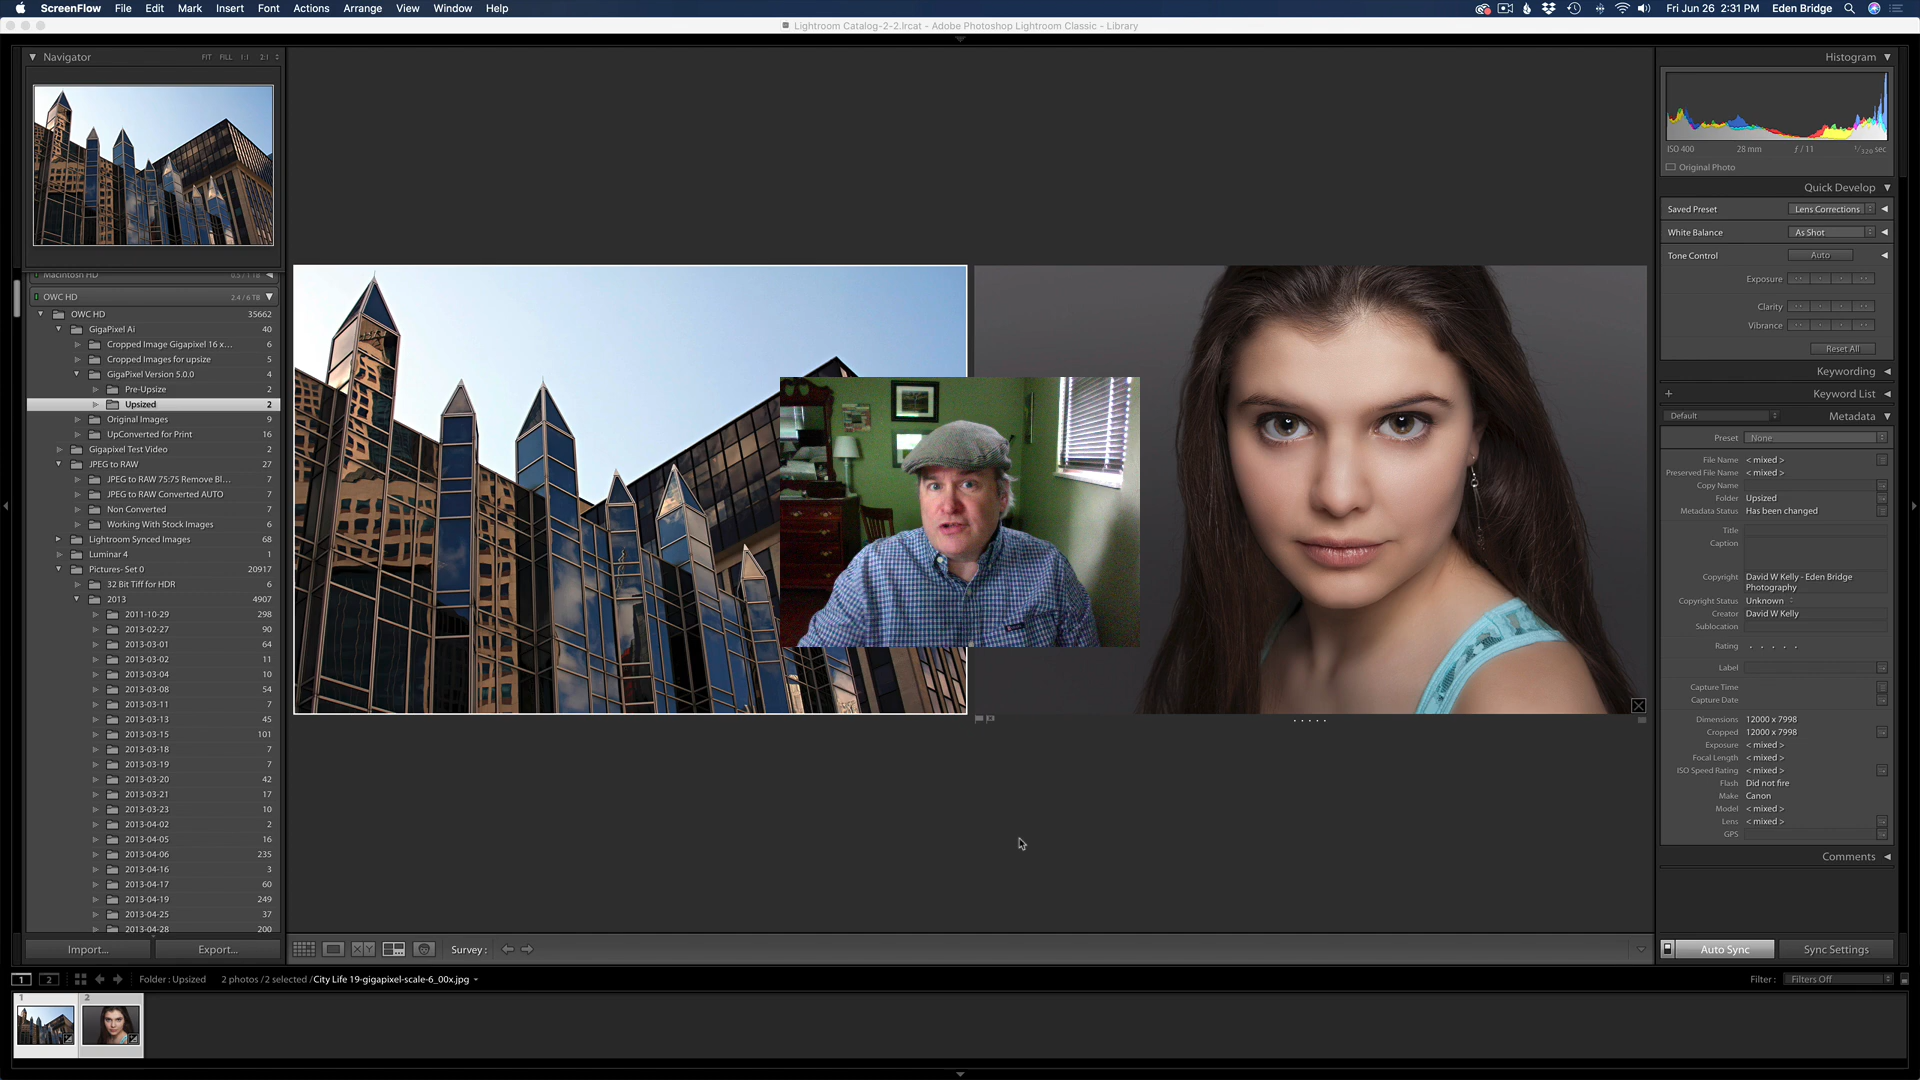 ScreenFlow File Edit Mark Insert Font Actions Arrange View Window Help Fri Jun 26 2:31 PM Eden Bridge
Lightroom Catalog-2-2.lrcat - Adobe Photoshop Lightroom Classic - Library
Navigator FIT FILL 1:1 2:1
Macintosh HD 0.5 / 1 TB
OWC HD 2.4 / 6 TB
OWC HD 35662
GigaPixel Ai 40
Cropped Image Gigapixel 16 x... 6
Cropped Images for upsize 5
GigaPixel Version 5.0.0 4
Pre-Upsize 2
Upsized 2
Original Images 9
UpConverted for Print 16
Gigapixel Test Video 2
JPEG to RAW 27
JPEG to RAW 75:75 Remove Bl... 7
JPEG to RAW Converted AUTO 7
Non Converted 7
Working With Stock Images 7
Lightroom Synced Images 68
Luminar 4 1
Pictures- Set 0 20917
32 Bit Tiff for HDR 6
2013 4907
2011-10-29 298
2013-02-27 90
2013-03-01 64
2013-03-02 11
2013-03-04 10
2013-03-08 54
2013-03-11 7
2013-03-13 45
2013-03-15 101
2013-03-18 7
2013-03-19 7
2013-03-20 42
2013-03-21 17
2013-03-23 10
2013-04-02 2
2013-04-05 16
2013-04-06 235
2013-04-16 3
2013-04-17 60
2013-04-19 249
2013-04-25 37
2013-04-28 200
Import... Export...
Survey :
Histogram
ISO 400 28 mm ƒ / 11 1/320 sec
Original Photo
Quick Develop
Saved Preset Lens Corrections
White Balance As Shot
Tone Control Auto
Exposure
Clarity
Vibrance
Reset All
Keywording
+ Keyword List
Default Metadata
Preset None
File Name < mixed >
Preserved File Name < mixed >
Copy Name
Folder Upsized
Metadata Status Has been changed
Title
Caption
Copyright David W Kelly - Eden Bridge
Photography
Copyright Status Unknown
Creator David W Kelly
Sublocation
Rating
Label
Capture Time
Capture Date
Dimensions 12000 x 7998
Cropped 12000 x 7998
Exposure < mixed >
Focal Length < mixed >
ISO Speed Rating < mixed >
Flash Did not fire
Make Canon
Model < mixed >
Lens < mixed >
GPS
Comments
Auto Sync Sync Settings
1 2 Folder : Upsized 2 photos / 2 selected / City Life 19-gigapixel-scale-6_00x.jpg Filter : Filters Off
1 2